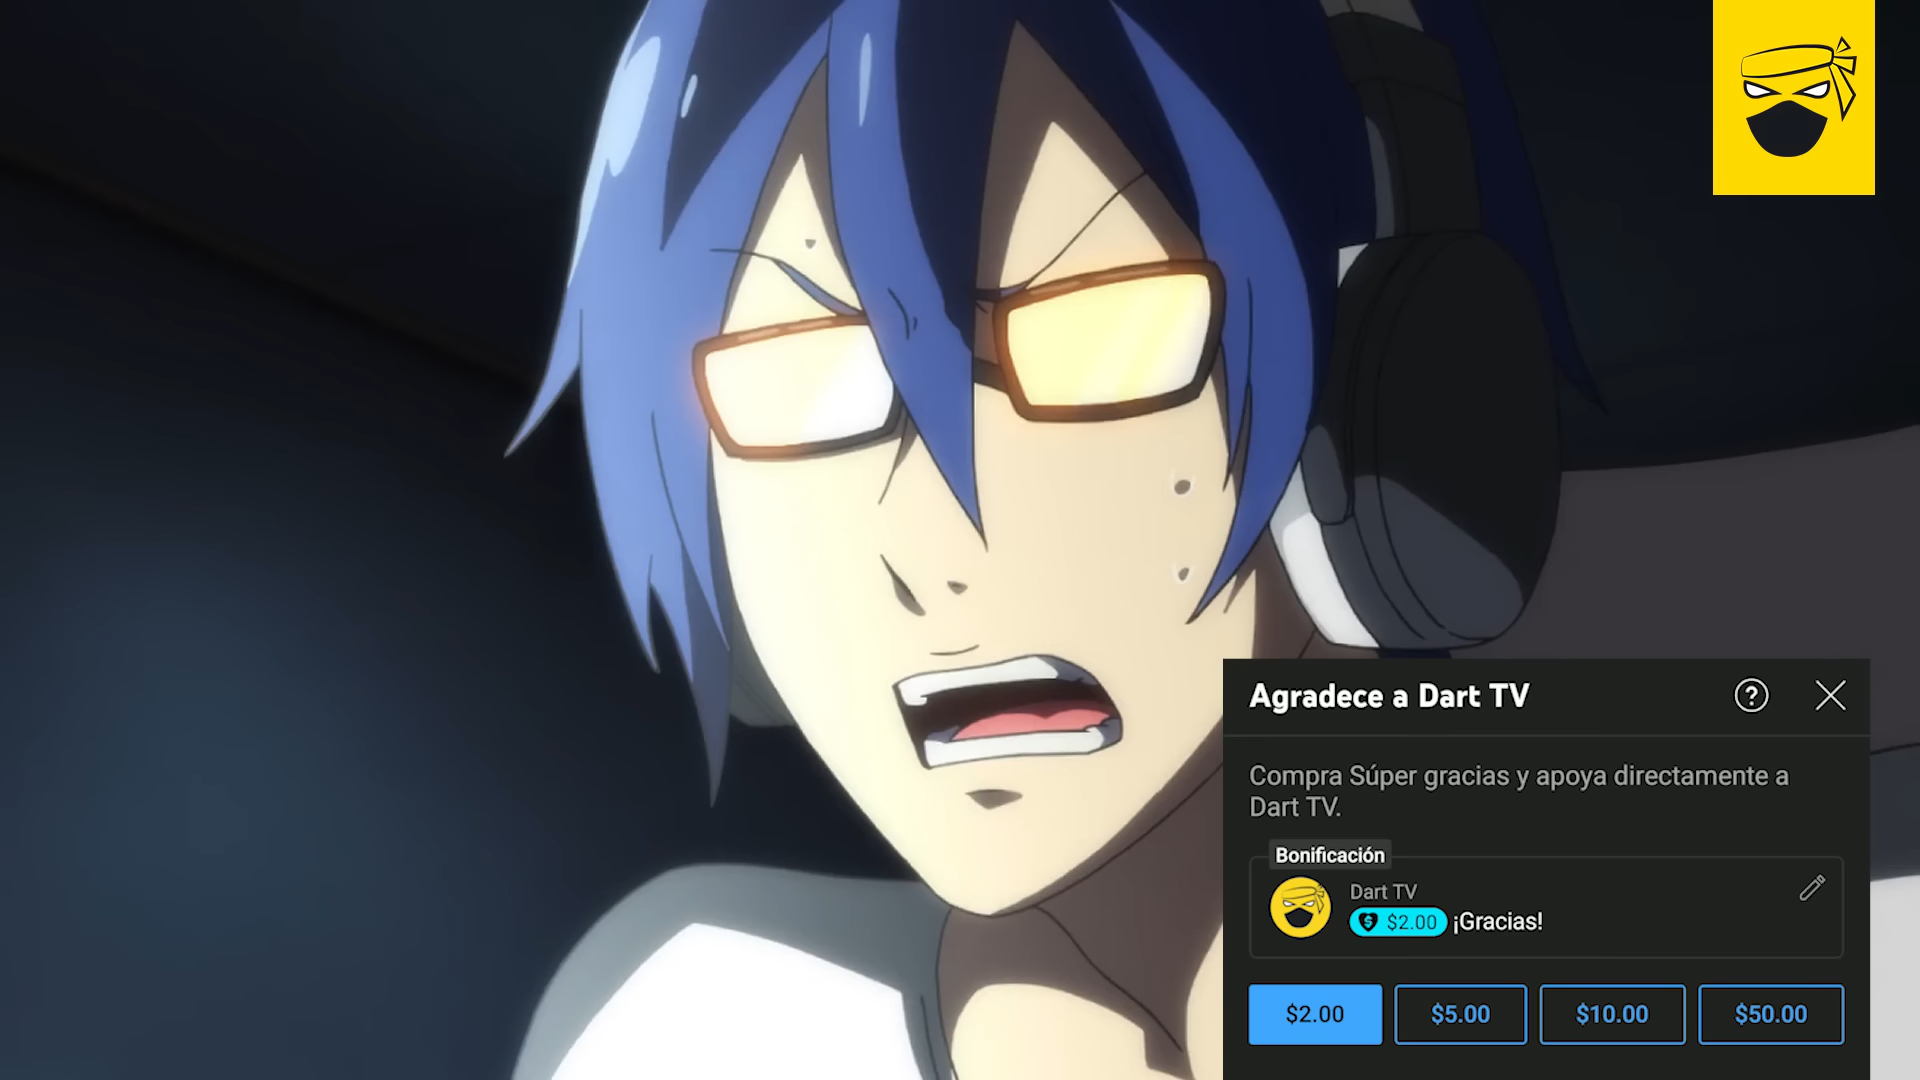 Agradece a Dart TV
Compra Súper gracias y apoya directamente a
Dart TV.
Bonificación
Dart TV
$2.00 ¡Gracias!
$2.00 $5.00 $10.00 $50.00